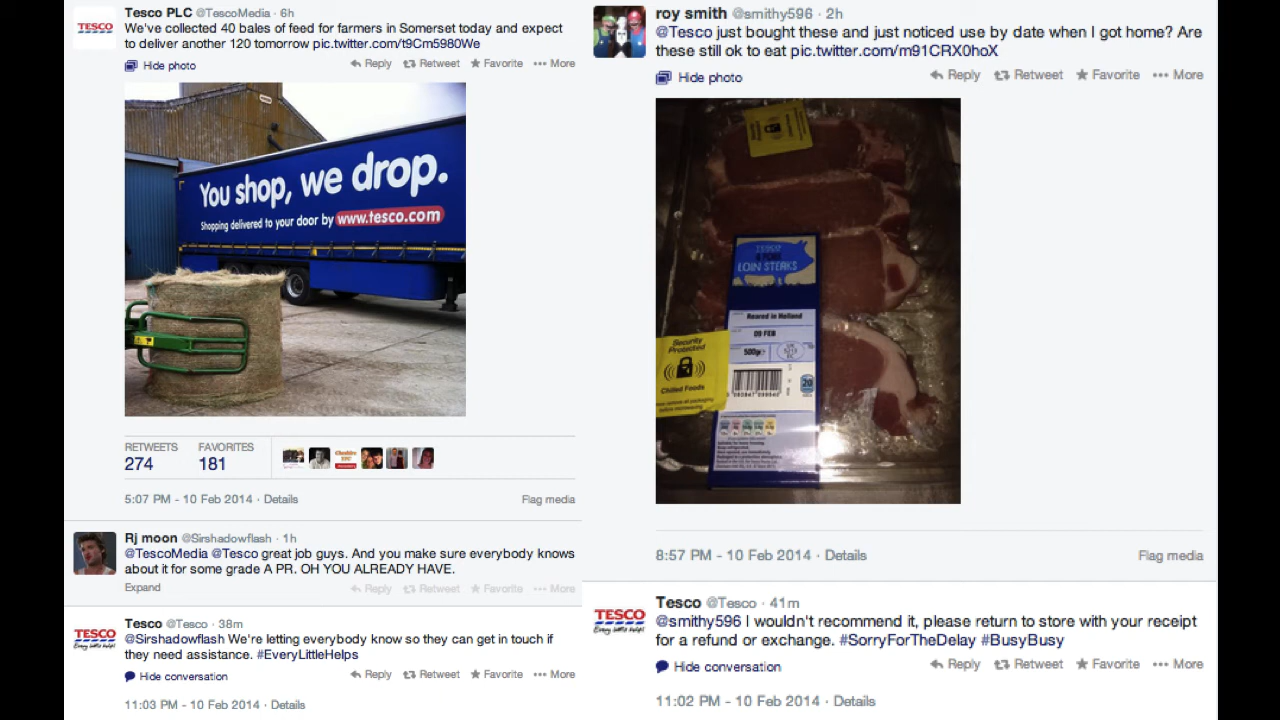 TESCO
Tesco PLC @TescoMedia · 6h
We've collected 40 bales of feed for farmers in Somerset today and expect
to deliver another 120 tomorrow pic.twitter.com/t9Cm5980We
Hide photo
Reply Retweet Favorite More
You shop, we drop.
Shopping delivered to your door by www.tesco.com
RETWEETS FAVORITES
274 181
5:07 PM - 10 Feb 2014 · Details
Flag media
Rj moon @Sirshadowflash · 1h
@TescoMedia @Tesco great job guys. And you make sure everybody knows
about it for some grade A PR. OH YOU ALREADY HAVE.
Expand
Reply Retweet Favorite More
TESCO
Every little helps
Tesco @Tesco · 38m
@Sirshadowflash We're letting everybody know so they can get in touch if
they need assistance. #EveryLittleHelps
Hide conversation
Reply Retweet Favorite More
11:03 PM - 10 Feb 2014 · Details
roy smith @smithy596 · 2h
@Tesco just bought these and just noticed use by date when I got home? Are
these still ok to eat pic.twitter.com/m91CRX0hoX
Hide photo
Reply Retweet Favorite More
Security
Protected
TESCO
4 PORK
LOIN STEAKS
Reared in Holland
09 FEB
500g
Security
Protected
Chilled Foods
8:57 PM - 10 Feb 2014 · Details
Flag media
TESCO
Every little helps
Tesco @Tesco · 41m
@smithy596 I wouldn't recommend it, please return to store with your receipt
for a refund or exchange. #SorryForTheDelay #BusyBusy
Hide conversation
Reply Retweet Favorite More
11:02 PM - 10 Feb 2014 · Details